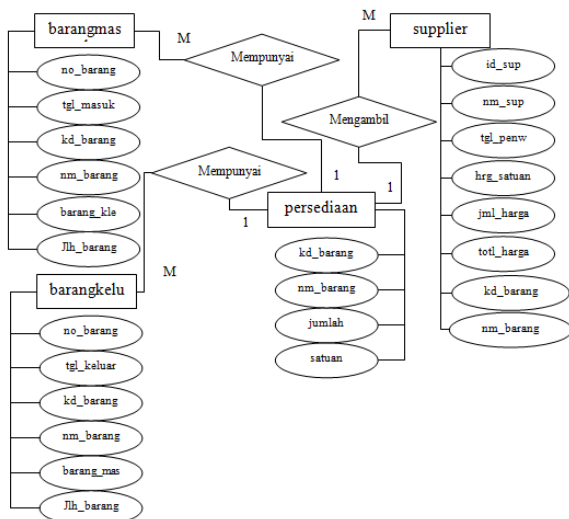 barangmas
M
Mempunyai
no_barang
tgl_masuk
kd_barang
nm_barang
barang_kle
Jlh_barang
M
supplier
Mengambil
id_sup
nm_sup
tgl_penw
hrg_satuan
jml_harga
totl_harga
kd_barang
nm_barang
Mempunyai
1
1
1
persediaan
kd_barang
nm_barang
jumlah
satuan
M
barangkelu
no_barang
tgl_keluar
kd_barang
nm_barang
barang_mas
Jlh_barang